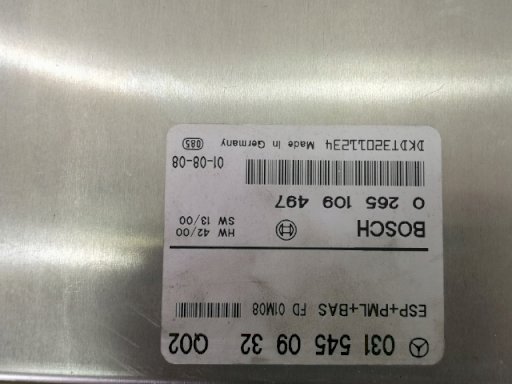 031 545 09 32 Q02
ESP+PML+BAS FD 01M08
BOSCH HW 42/00
SW 13/00
0 265 109 497
01-08-08
DKDT32011234 Made in Germany 085